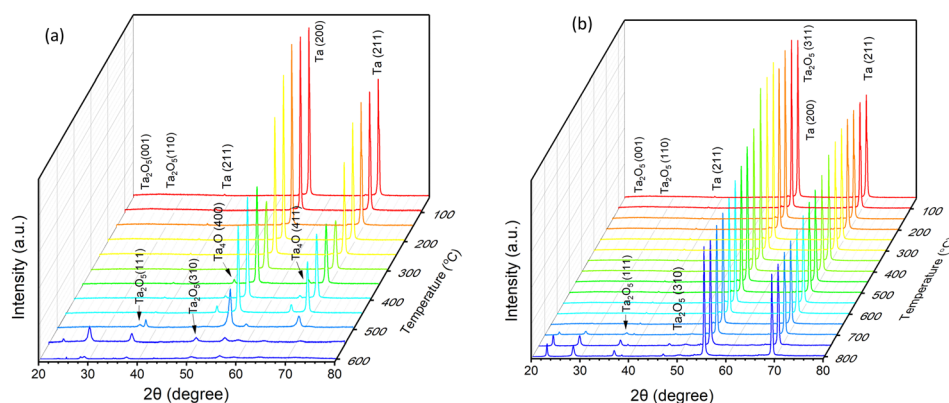 (a)
Ta (200)
Ta (211)
Ta₂O₅(001)
Ta₂O₅(110)
Ta (211)
Ta₄O (400)
Ta₄O (411)
Ta₂O₅(111)
Ta₂O₅(310)
Intensity (a.u.)
100
200
300
400
500
600
Temperature (°C)
20 30 40 50 60 70 80
2θ (degree)
(b)
Ta₂O₅ (311)
Ta (200)
Ta (211)
Ta₂O₅ (001)
Ta₂O₅ (110)
Ta (211)
Ta₂O₅ (111)
Ta₂O₅ (310)
Intensity (a.u.)
100
200
300
400
500
600
700
800
Temperature (°C)
20 30 40 50 60 70 80
2θ (degree)